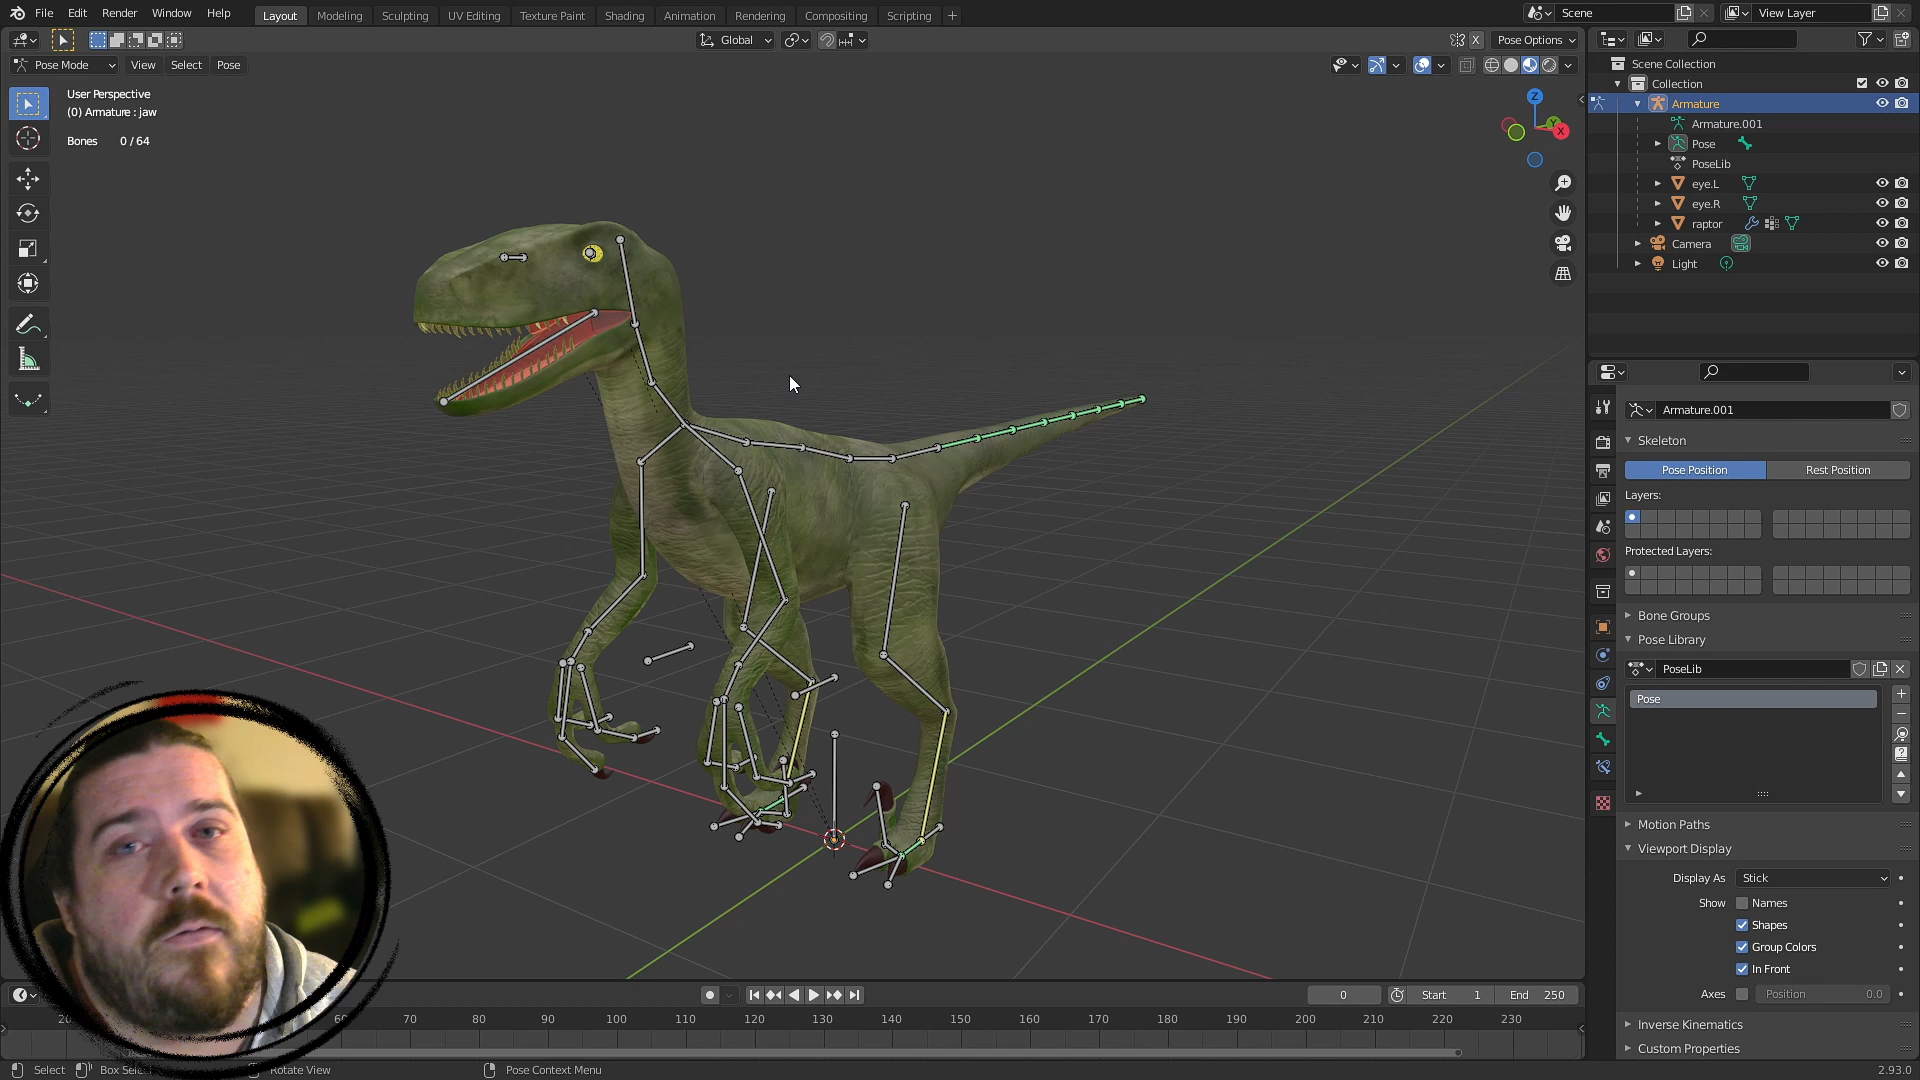 File Edit Render Window Help Layout Modeling Sculpting UV Editing Texture Paint Shading Animation Rendering Compositing Scripting + Scene View Layer
Global X Pose Options
Pose Mode View Select Pose
User Perspective
(0) Armature : jaw
Bones 0 / 64
Z
Y
X
Scene Collection
Collection
Armature
Armature.001
Pose
PoseLib
eye.L
eye.R
raptor
Camera
Light
Armature.001
Skeleton
Pose Position Rest Position
Layers:
Protected Layers:
Bone Groups
Pose Library
PoseLib
Pose
Motion Paths
Viewport Display
Display As Stick
Show Names
Shapes
Group Colors
In Front
Axes Position 0.0
Inverse Kinematics
Custom Properties
0 Start 1 End 250
60 70 80 90 100 110 120 130 140 150 160 170 180 190 200 210 220 230
Select Box Rotate View Pose Context Menu 2.93.0